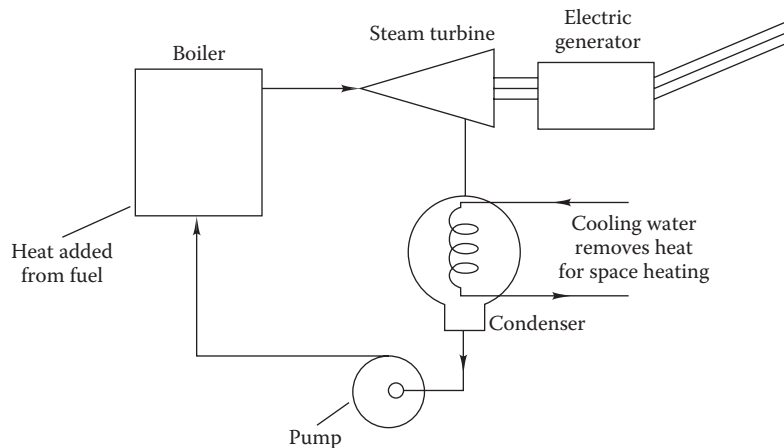 Electric
generator
Steam turbine
Boiler
Heat added
from fuel
Cooling water
removes heat
for space heating
Condenser
Pump